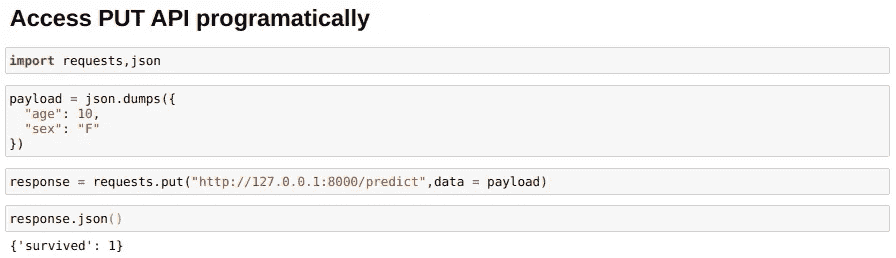 Access PUT API programatically
import requests,json
payload = json.dumps({
  "age": 10,
  "sex": "F"
})
response = requests.put("http://127.0.0.1:8000/predict",data = payload)
response.json()
{'survived': 1}